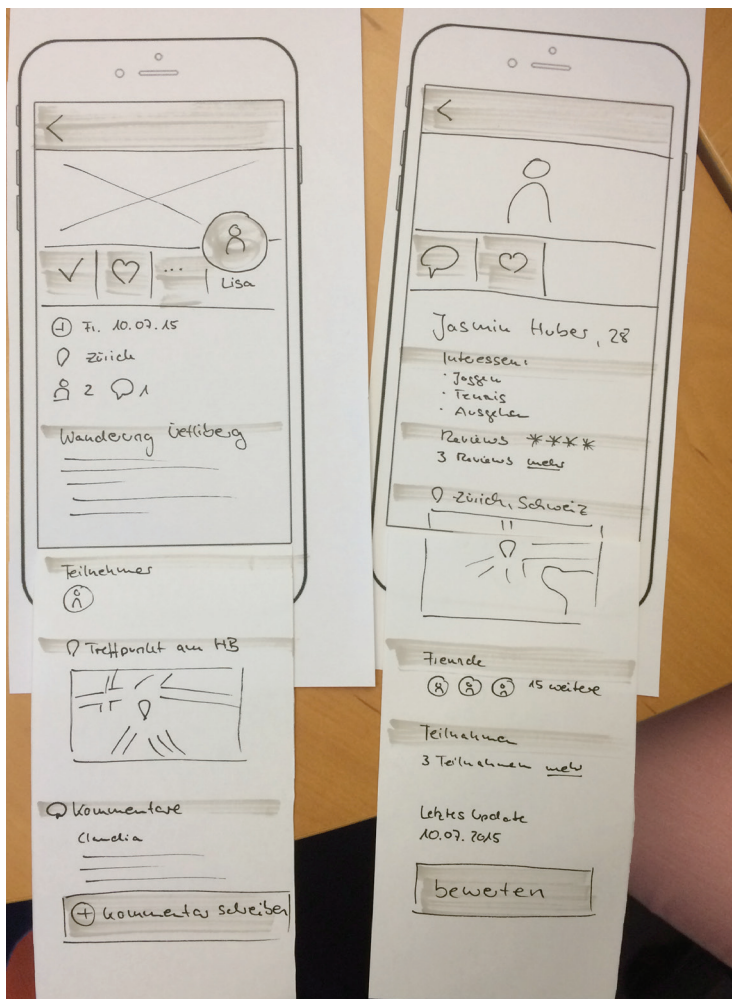 Lisa
Fr. 10.07.15
Zürich
2 1
Wanderung Üetliberg
Teilnehmer
Treffpunkt am HB
Kommentare
Claudia
Kommentar schreiben
Jasmin Huber, 28
Interessen:
· Joggen
· Tennis
· Ausgehen
Reviews ****
3 Reviews mehr
Zürich, Schweiz
Freunde
15 weitere
Teilnahmen
3 Teilnahmen mehr
Letztes Update
10.07.2015
bewerten